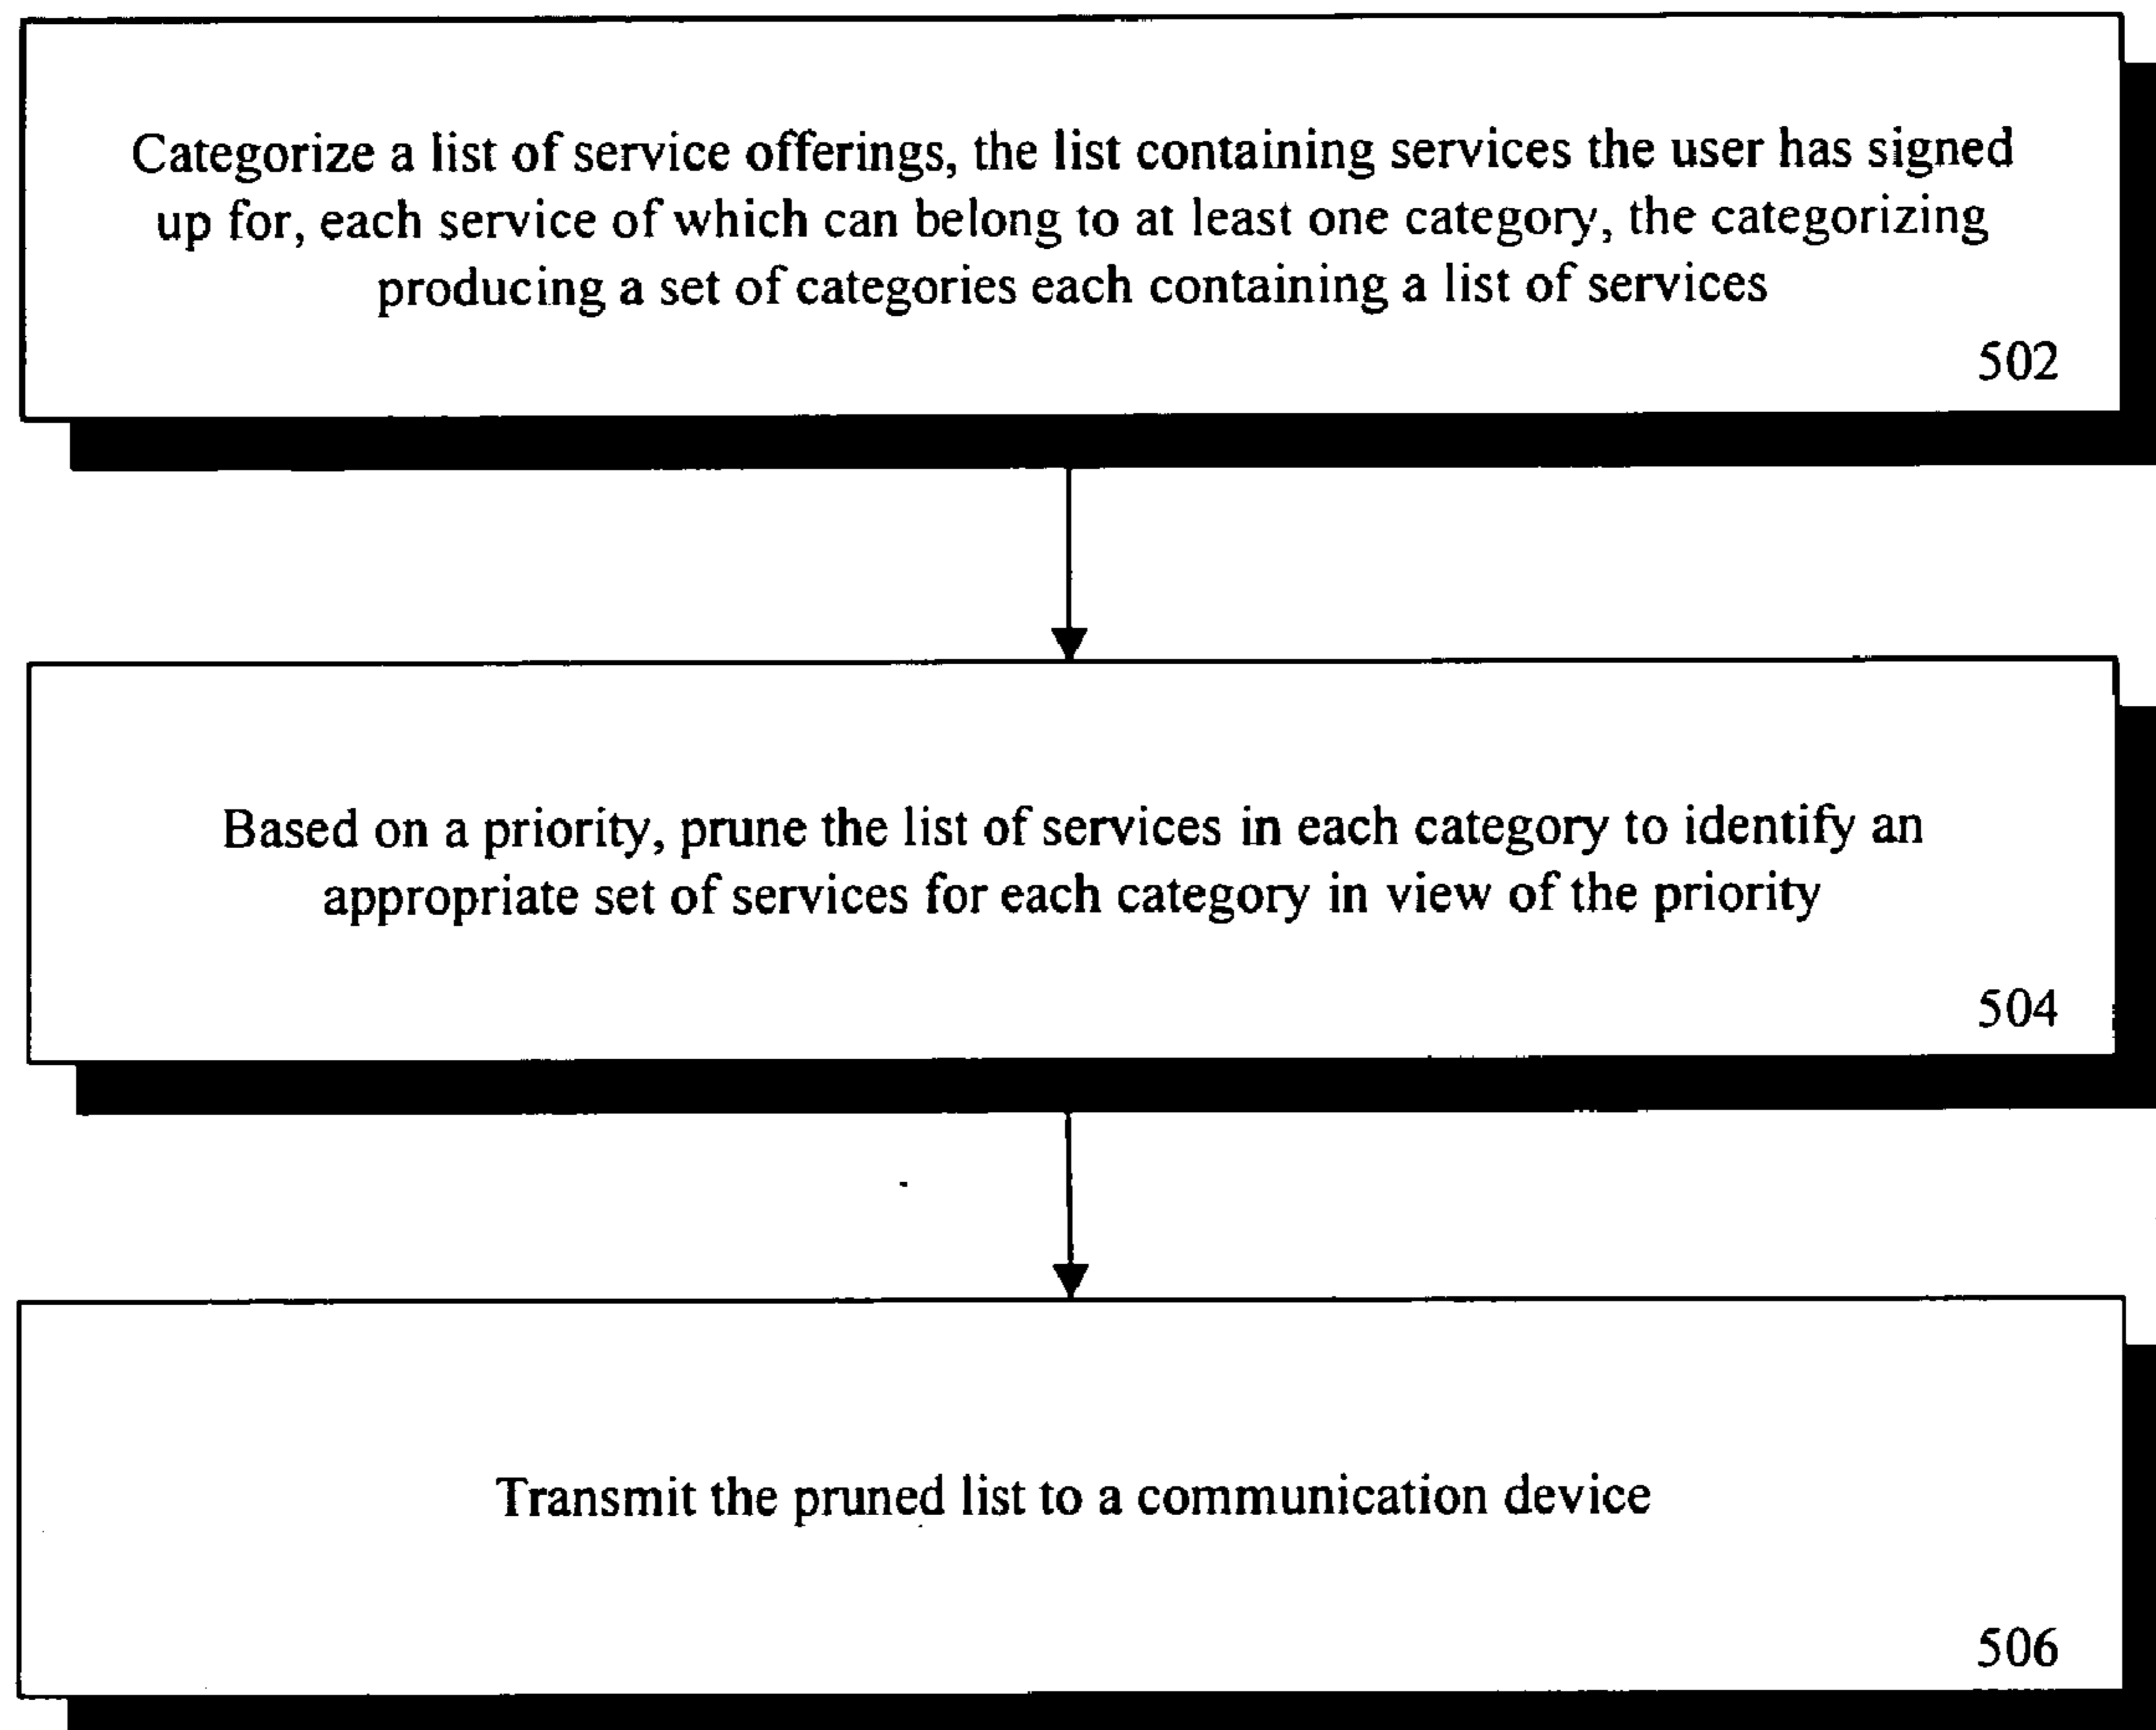 Categorize a list of service offerings, the list containing services the user has signed
up for, each service of which can belong to at least one category, the categorizing
producing a set of categories each containing a list of services
502
Based on a priority, prune the list of services in each category to identify an
appropriate set of services for each category in view of the priority
504
Transmit the pruned list to a communication device
506